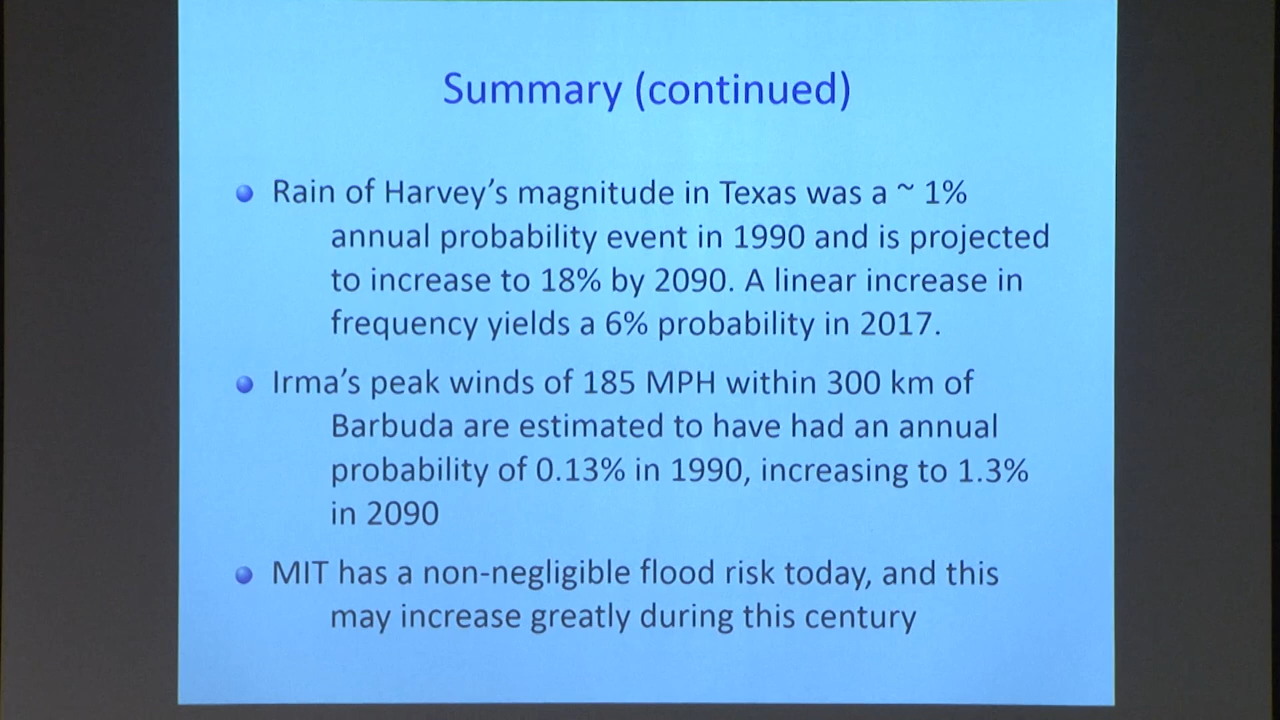 Summary (continued)
Rain of Harvey’s magnitude in Texas was a ~ 1%
annual probability event in 1990 and is projected
to increase to 18% by 2090. A linear increase in
frequency yields a 6% probability in 2017.
Irma’s peak winds of 185 MPH within 300 km of
Barbuda are estimated to have had an annual
probability of 0.13% in 1990, increasing to 1.3%
in 2090
MIT has a non-negligible flood risk today, and this
may increase greatly during this century